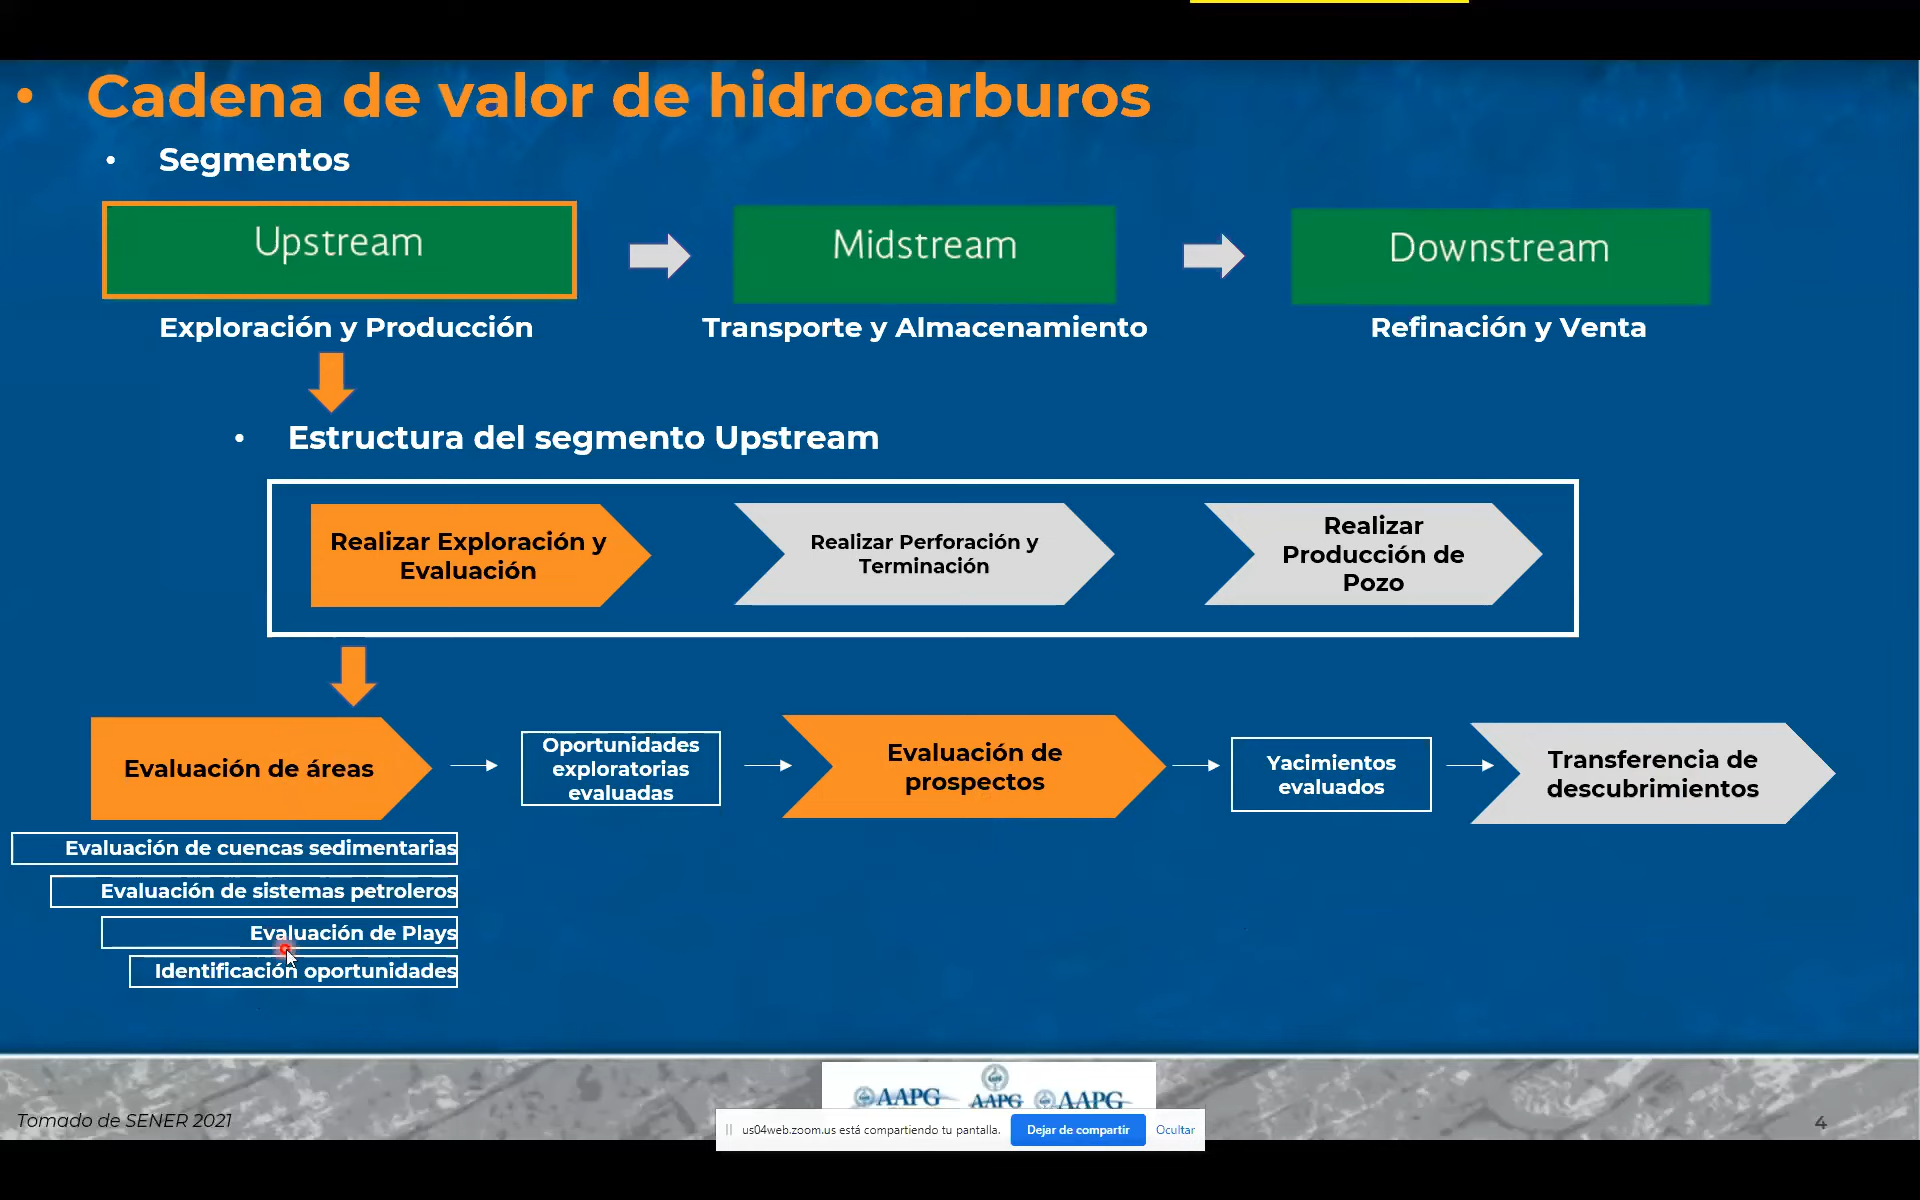 • Cadena de valor de hidrocarburos
• Segmentos
Upstream
Midstream
Downstream
Exploración y Producción
Transporte y Almacenamiento
Refinación y Venta
• Estructura del segmento Upstream
Realizar Exploración y
Evaluación
Realizar Perforación y
Terminación
Realizar
Producción de
Pozo
Evaluación de áreas
Oportunidades
exploratorias
evaluadas
Evaluación de
prospectos
Yacimientos
evaluados
Transferencia de
descubrimientos
Evaluación de cuencas sedimentarias
Evaluación de sistemas petroleros
Evaluación de Plays
Identificación oportunidades
AAPG
AAPG
AAPG
Tomado de SENER 2021
us04web.zoom.us está compartiendo tu pantalla.
Dejar de compartir
Ocultar
4